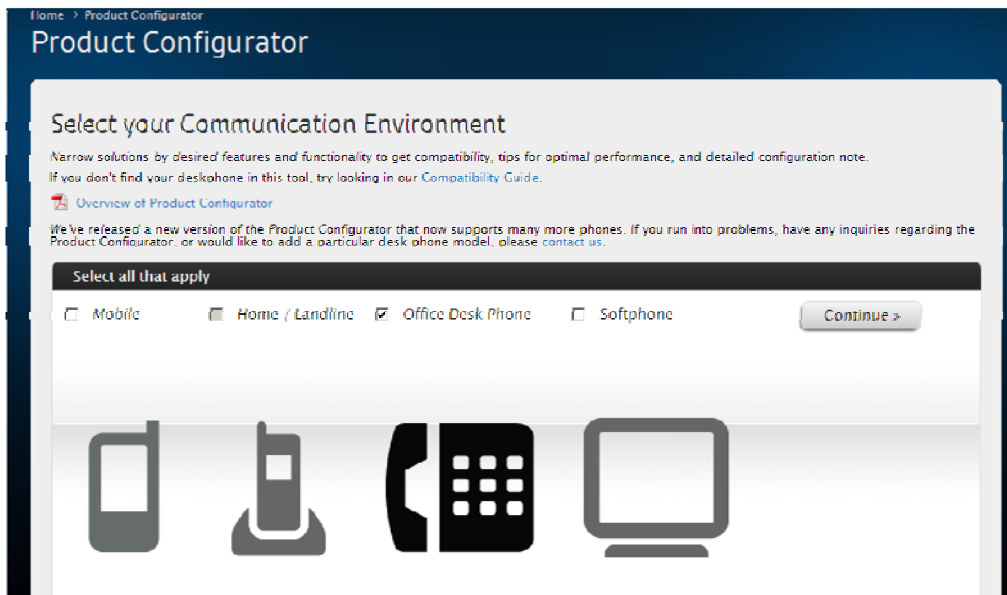 Home > Product Configurator
Product Configurator
Select your Communication Environment
Narrow solutions by desired features and functionality to get compatibility, tips for optimal performance, and detailed configuration note.
If you don't find your deskphone in this tool, try looking in our Compatibility Guide.
Overview of Product Configurator
We've released a new version of the Product Configurator that now supports many more phones. If you run into problems, have any inquiries regarding the
Product Configurator, or would like to add a particular desk phone model, please contact us.
Select all that apply
Mobile Home / Landline Office Desk Phone Softphone Continue »